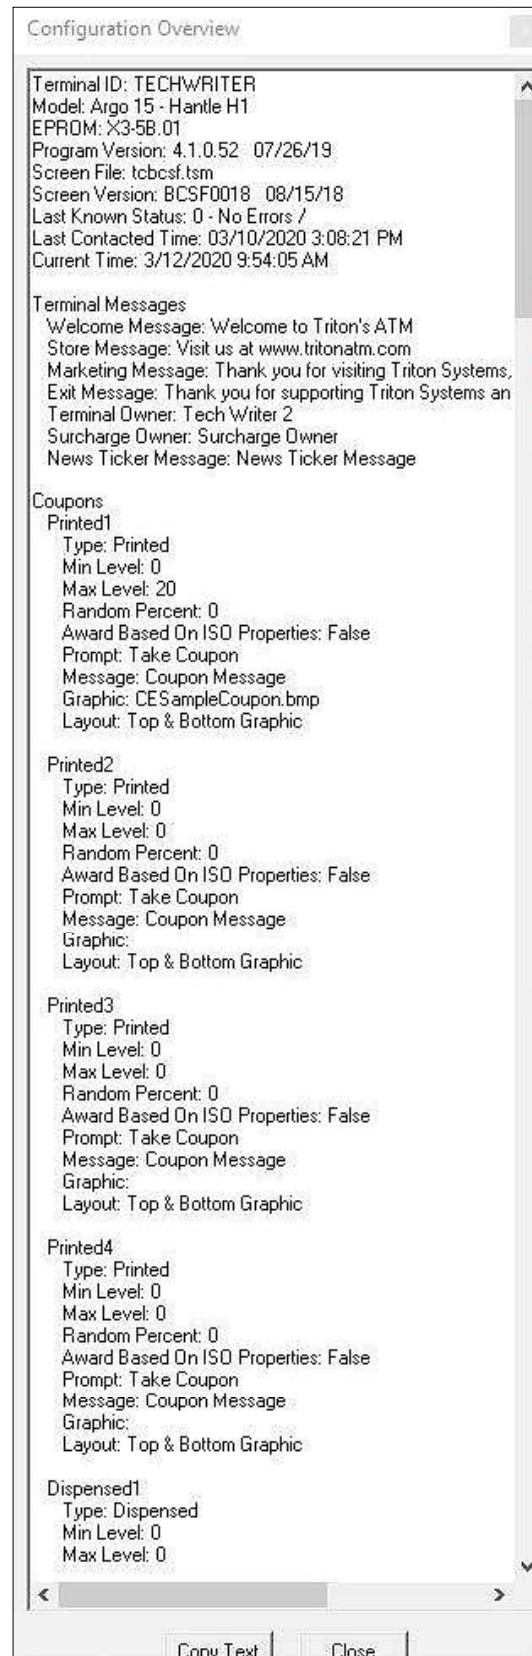 Configuration Overview
Terminal ID: TECHWRITER
Model: Argo 15 - Hantle H1
EPROM: X3-5B.01
Program Version: 4.1.0.52 07/26/19
Screen File: tcbcsf.tsm
Screen Version: BCSF0018 08/15/18
Last Known Status: 0 - No Errors /
Last Contacted Time: 03/10/2020 3:08:21 PM
Current Time: 3/12/2020 9:54:05 AM
Terminal Messages
Welcome Message: Welcome to Triton's ATM
Store Message: Visit us at www.tritonatm.com
Marketing Message: Thank you for visiting Triton Systems,
Exit Message: Thank you for supporting Triton Systems an
Terminal Owner: Tech Writer 2
Surcharge Owner: Surcharge Owner
News Ticker Message: News Ticker Message
Coupons
Printed1
Type: Printed
Min Level: 0
Max Level: 20
Random Percent: 0
Award Based On ISO Properties: False
Prompt: Take Coupon
Message: Coupon Message
Graphic: CESampleCoupon.bmp
Layout: Top & Bottom Graphic
Printed2
Type: Printed
Min Level: 0
Max Level: 0
Random Percent: 0
Award Based On ISO Properties: False
Prompt: Take Coupon
Message: Coupon Message
Graphic:
Layout: Top & Bottom Graphic
Printed3
Type: Printed
Min Level: 0
Max Level: 0
Random Percent: 0
Award Based On ISO Properties: False
Prompt: Take Coupon
Message: Coupon Message
Graphic:
Layout: Top & Bottom Graphic
Printed4
Type: Printed
Min Level: 0
Max Level: 0
Random Percent: 0
Award Based On ISO Properties: False
Prompt: Take Coupon
Message: Coupon Message
Graphic:
Layout: Top & Bottom Graphic
Dispensed1
Type: Dispensed
Min Level: 0
Max Level: 0
Copy Text Close